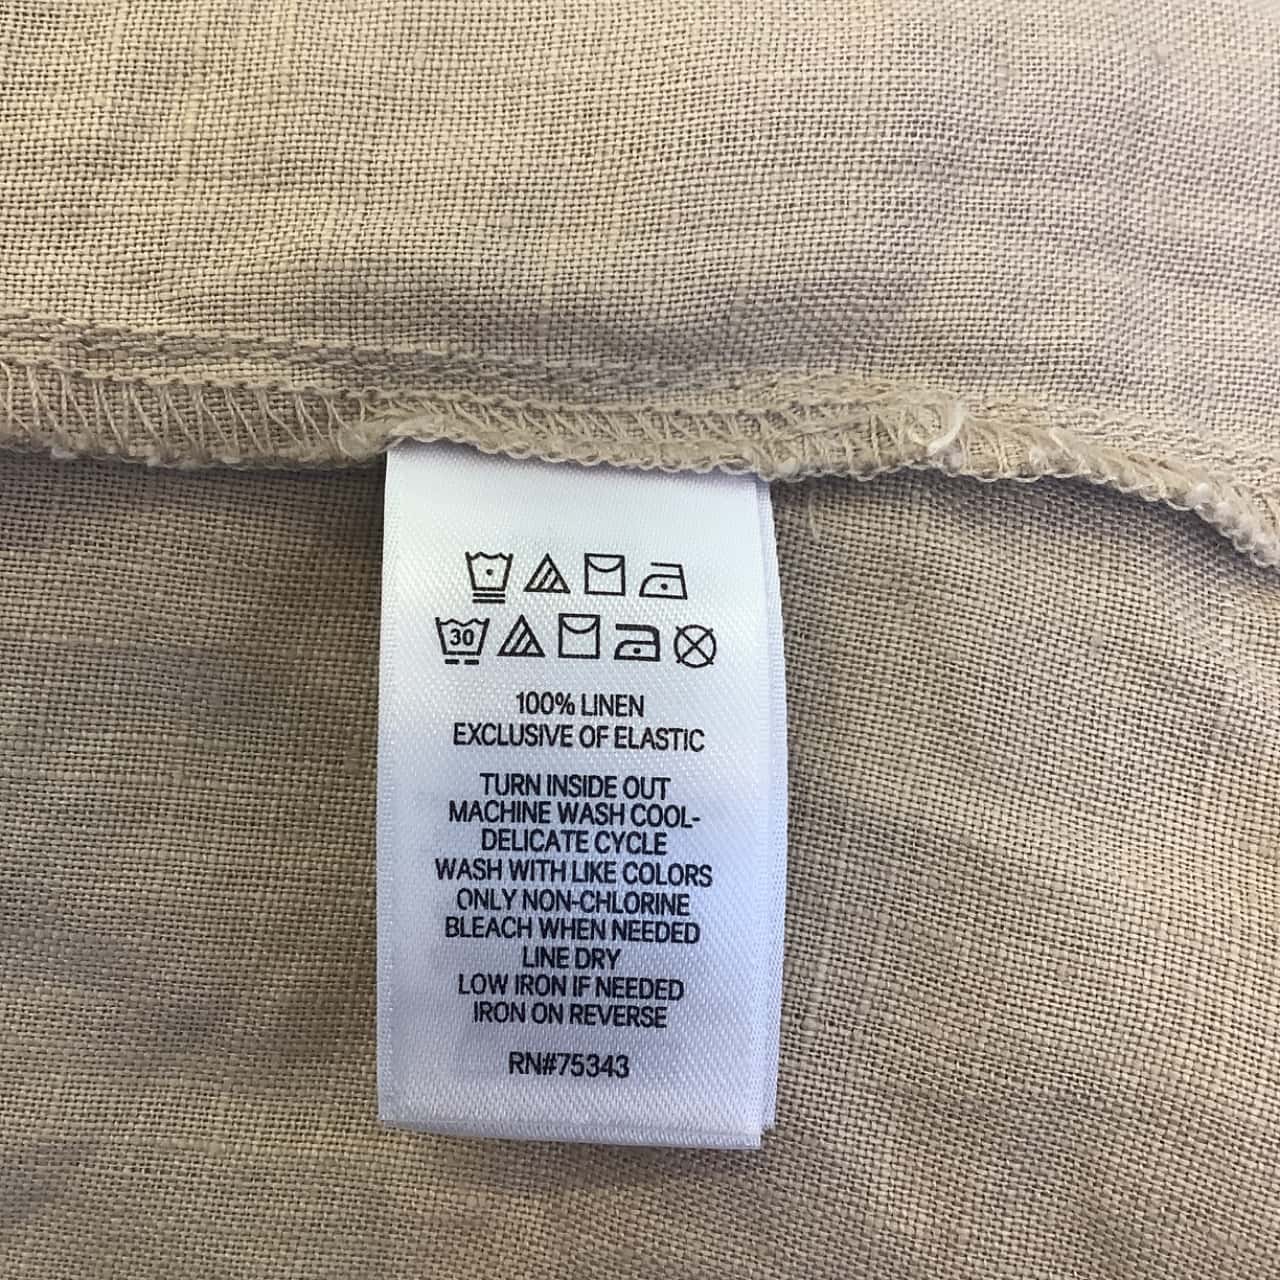 30
100% LINEN
EXCLUSIVE OF ELASTIC
TURN INSIDE OUT
MACHINE WASH COOL-
DELICATE CYCLE
WASH WITH LIKE COLORS
ONLY NON-CHLORINE
BLEACH WHEN NEEDED
LINE DRY
LOW IRON IF NEEDED
IRON ON REVERSE
RN#75343